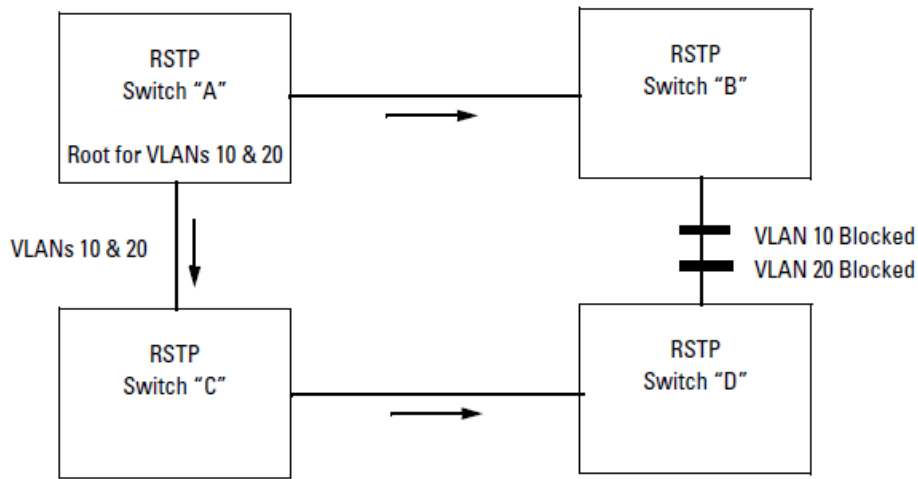 RSTP
Switch “A”
Root for VLANs 10 & 20
RSTP
Switch “B”
VLANs 10 & 20
VLAN 10 Blocked
VLAN 20 Blocked
RSTP
Switch “C”
RSTP
Switch “D”